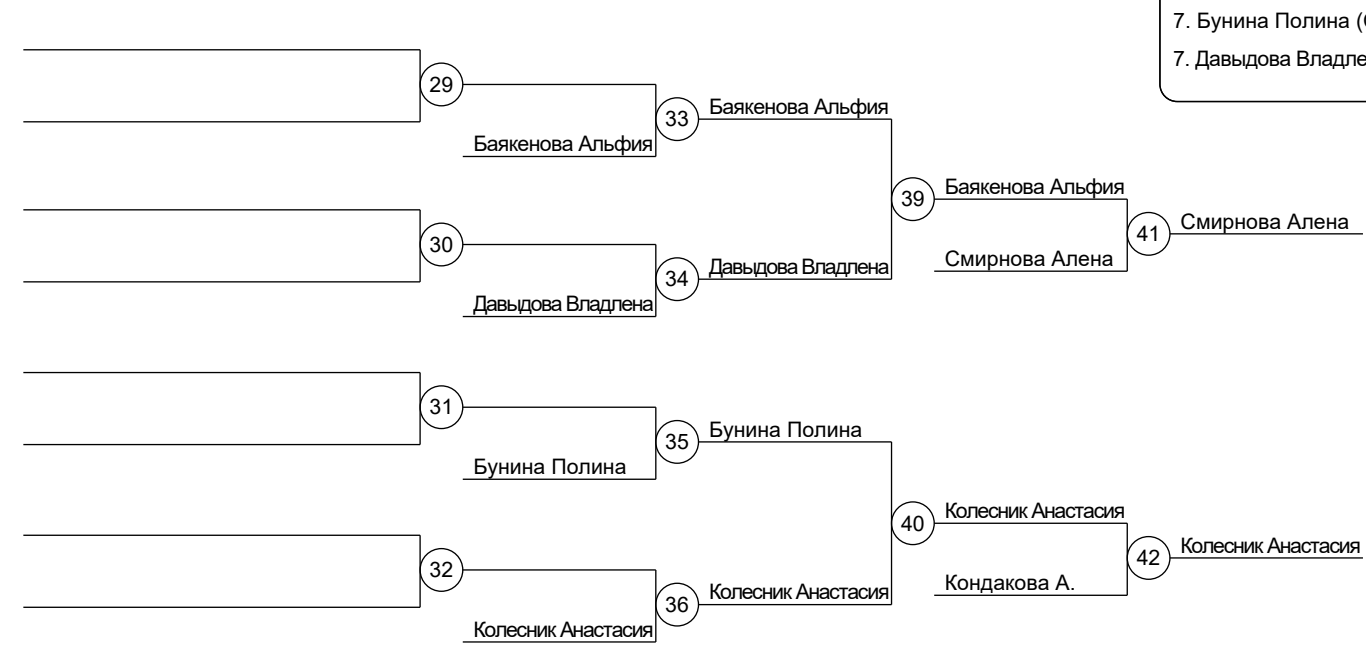 7. Бунина Полина (
7. Давыдова Владле
29
Баякенова Альфия
33
Баякенова Альфия
Баякенова Альфия
39
Смирнова Алена
41
Смирнова Алена
30
Давыдова Владлена
34
Давыдова Владлена
31
Бунина Полина
35
Бунина Полина
Колесник Анастасия
40
Колесник Анастасия
42
Кондакова А.
32
Колесник Анастасия
36
Колесник Анастасия